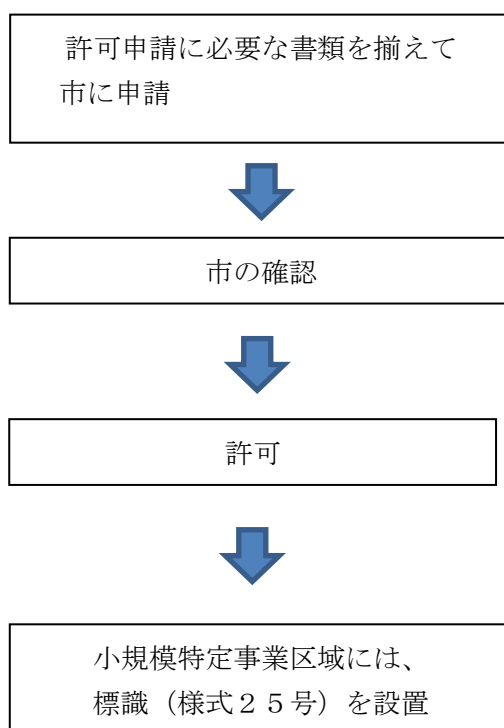 許可申請に必要な書類を揃えて
市に申請
市の確認
許可
小規模特定事業区域には、
標識（様式２５号）を設置